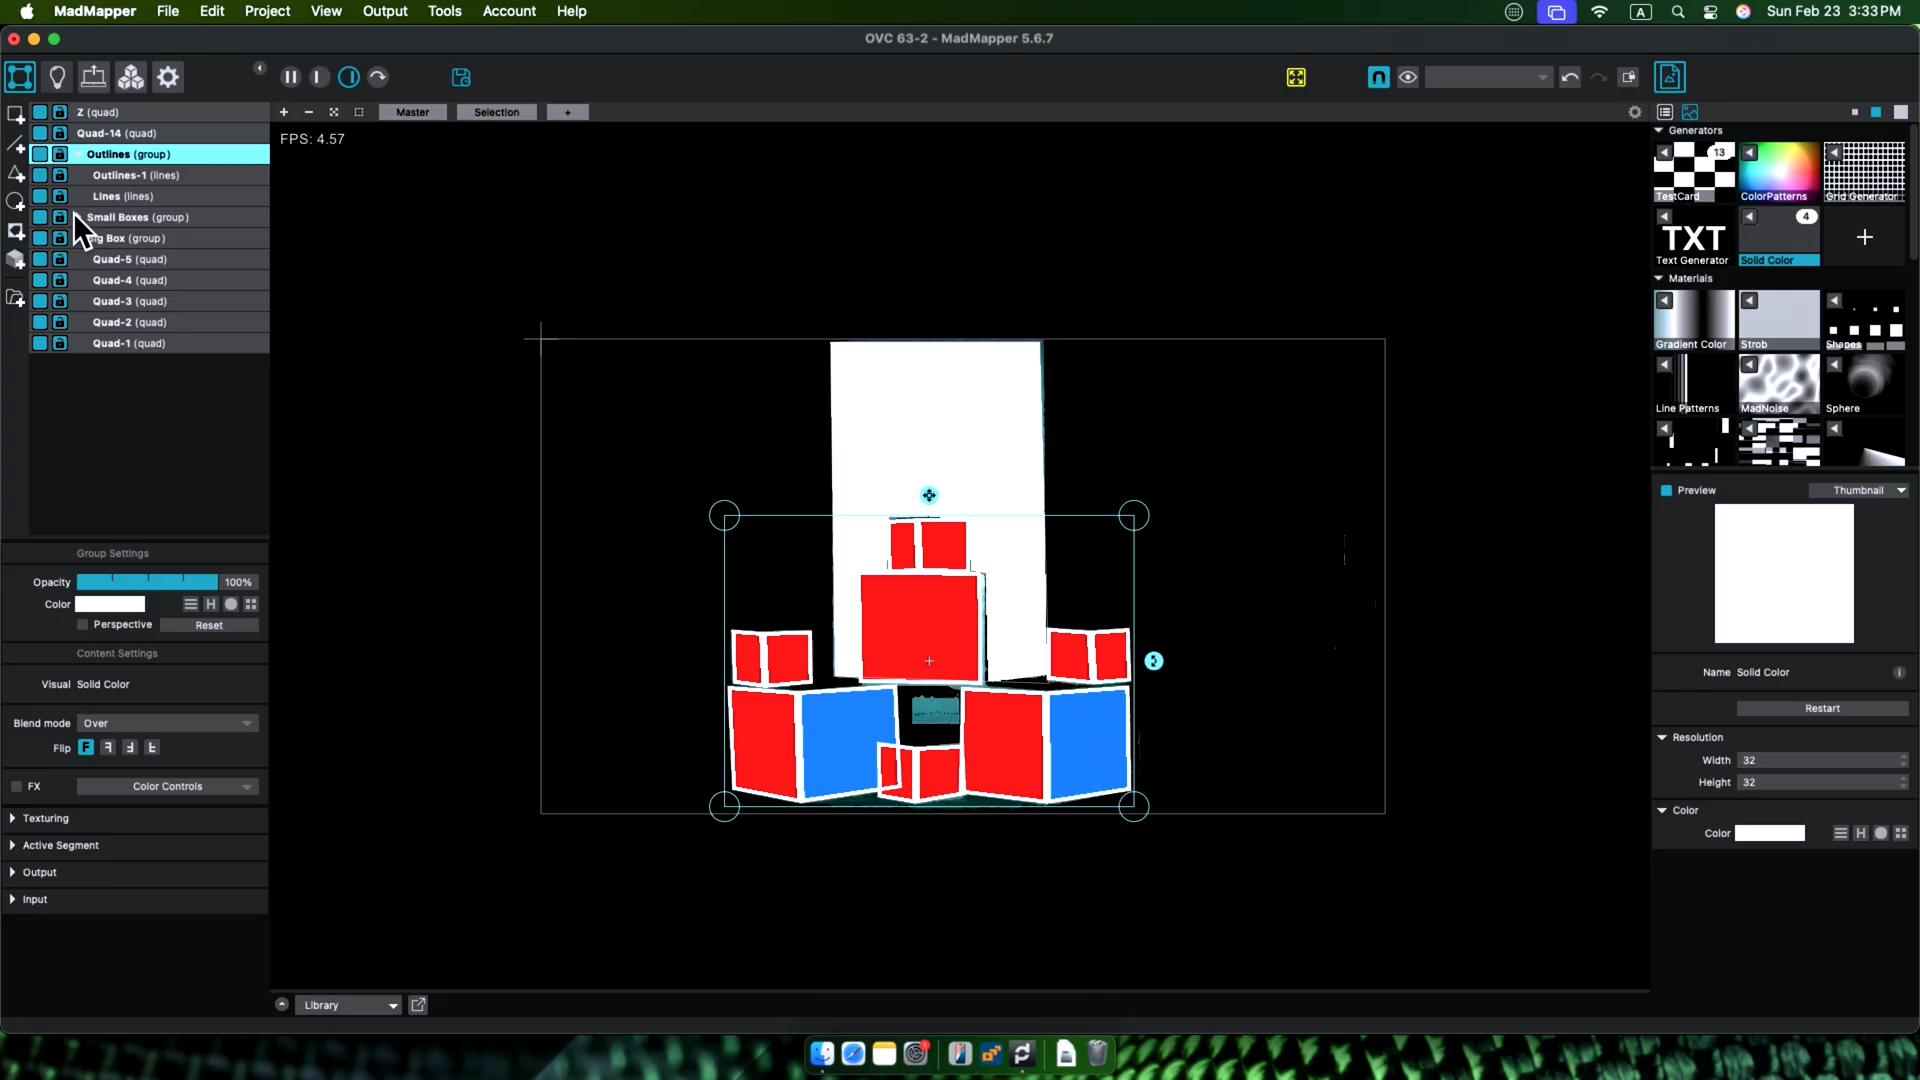 MadMapper File Edit Project View Output Tools Account Help
A Sun Feb 23 3:33 PM
OVC 63-2 - MadMapper 5.6.7
Z (quad)
Quad-14 (quad)
Outlines (group)
Outlines-1 (lines)
Lines (lines)
Small Boxes (group)
Box (group)
Quad-5 (quad)
Quad-4 (quad)
Quad-3 (quad)
Quad-2 (quad)
Quad-1 (quad)
Master Selection +
FPS: 4.57
Group Settings
Opacity 100%
Color H
Perspective Reset
Content Settings
Visual Solid Color
Blend mode Over
Flip F
FX Color Controls
Texturing
Active Segment
Output
Input
Library
Generators
13
TestCard ColorPatterns Grid Generator
4
TXT
Text Generator Solid Color
Materials
Gradient Color Strob Shapes
Line Patterns MadNoise Sphere
Preview Thumbnail
Name Solid Color
Restart
Resolution
Width 32
Height 32
Color
Color H